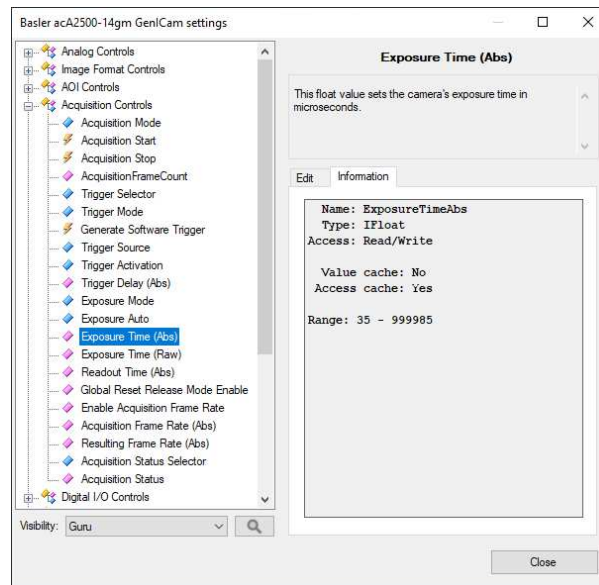 Basler acA2500-14gm GenICam settings
Analog Controls
Image Format Controls
AOI Controls
Acquisition Controls
Acquisition Mode
Acquisition Start
Acquisition Stop
AcquisitionFrameCount
Trigger Selector
Trigger Mode
Generate Software Trigger
Trigger Source
Trigger Activation
Trigger Delay (Abs)
Exposure Mode
Exposure Auto
Exposure Time (Abs)
Exposure Time (Raw)
Readout Time (Abs)
Global Reset Release Mode Enable
Enable Acquisition Frame Rate
Acquisition Frame Rate (Abs)
Resulting Frame Rate (Abs)
Acquisition Status Selector
Acquisition Status
Digital I/O Controls
Visibility: Guru
Exposure Time (Abs)
This float value sets the camera's exposure time in
microseconds.
Edit Information
Name: ExposureTimeAbs
Type: IFloat
Access: Read/Write
Value cache: No
Access cache: Yes
Range: 35 - 999985
Close